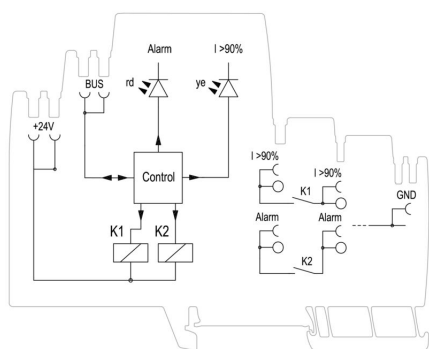 Alarm
I >90%
BUS
rd
ye
+24V
Control
I >90%
I >90%
K1
GND
Alarm
Alarm
K1
K2
K2